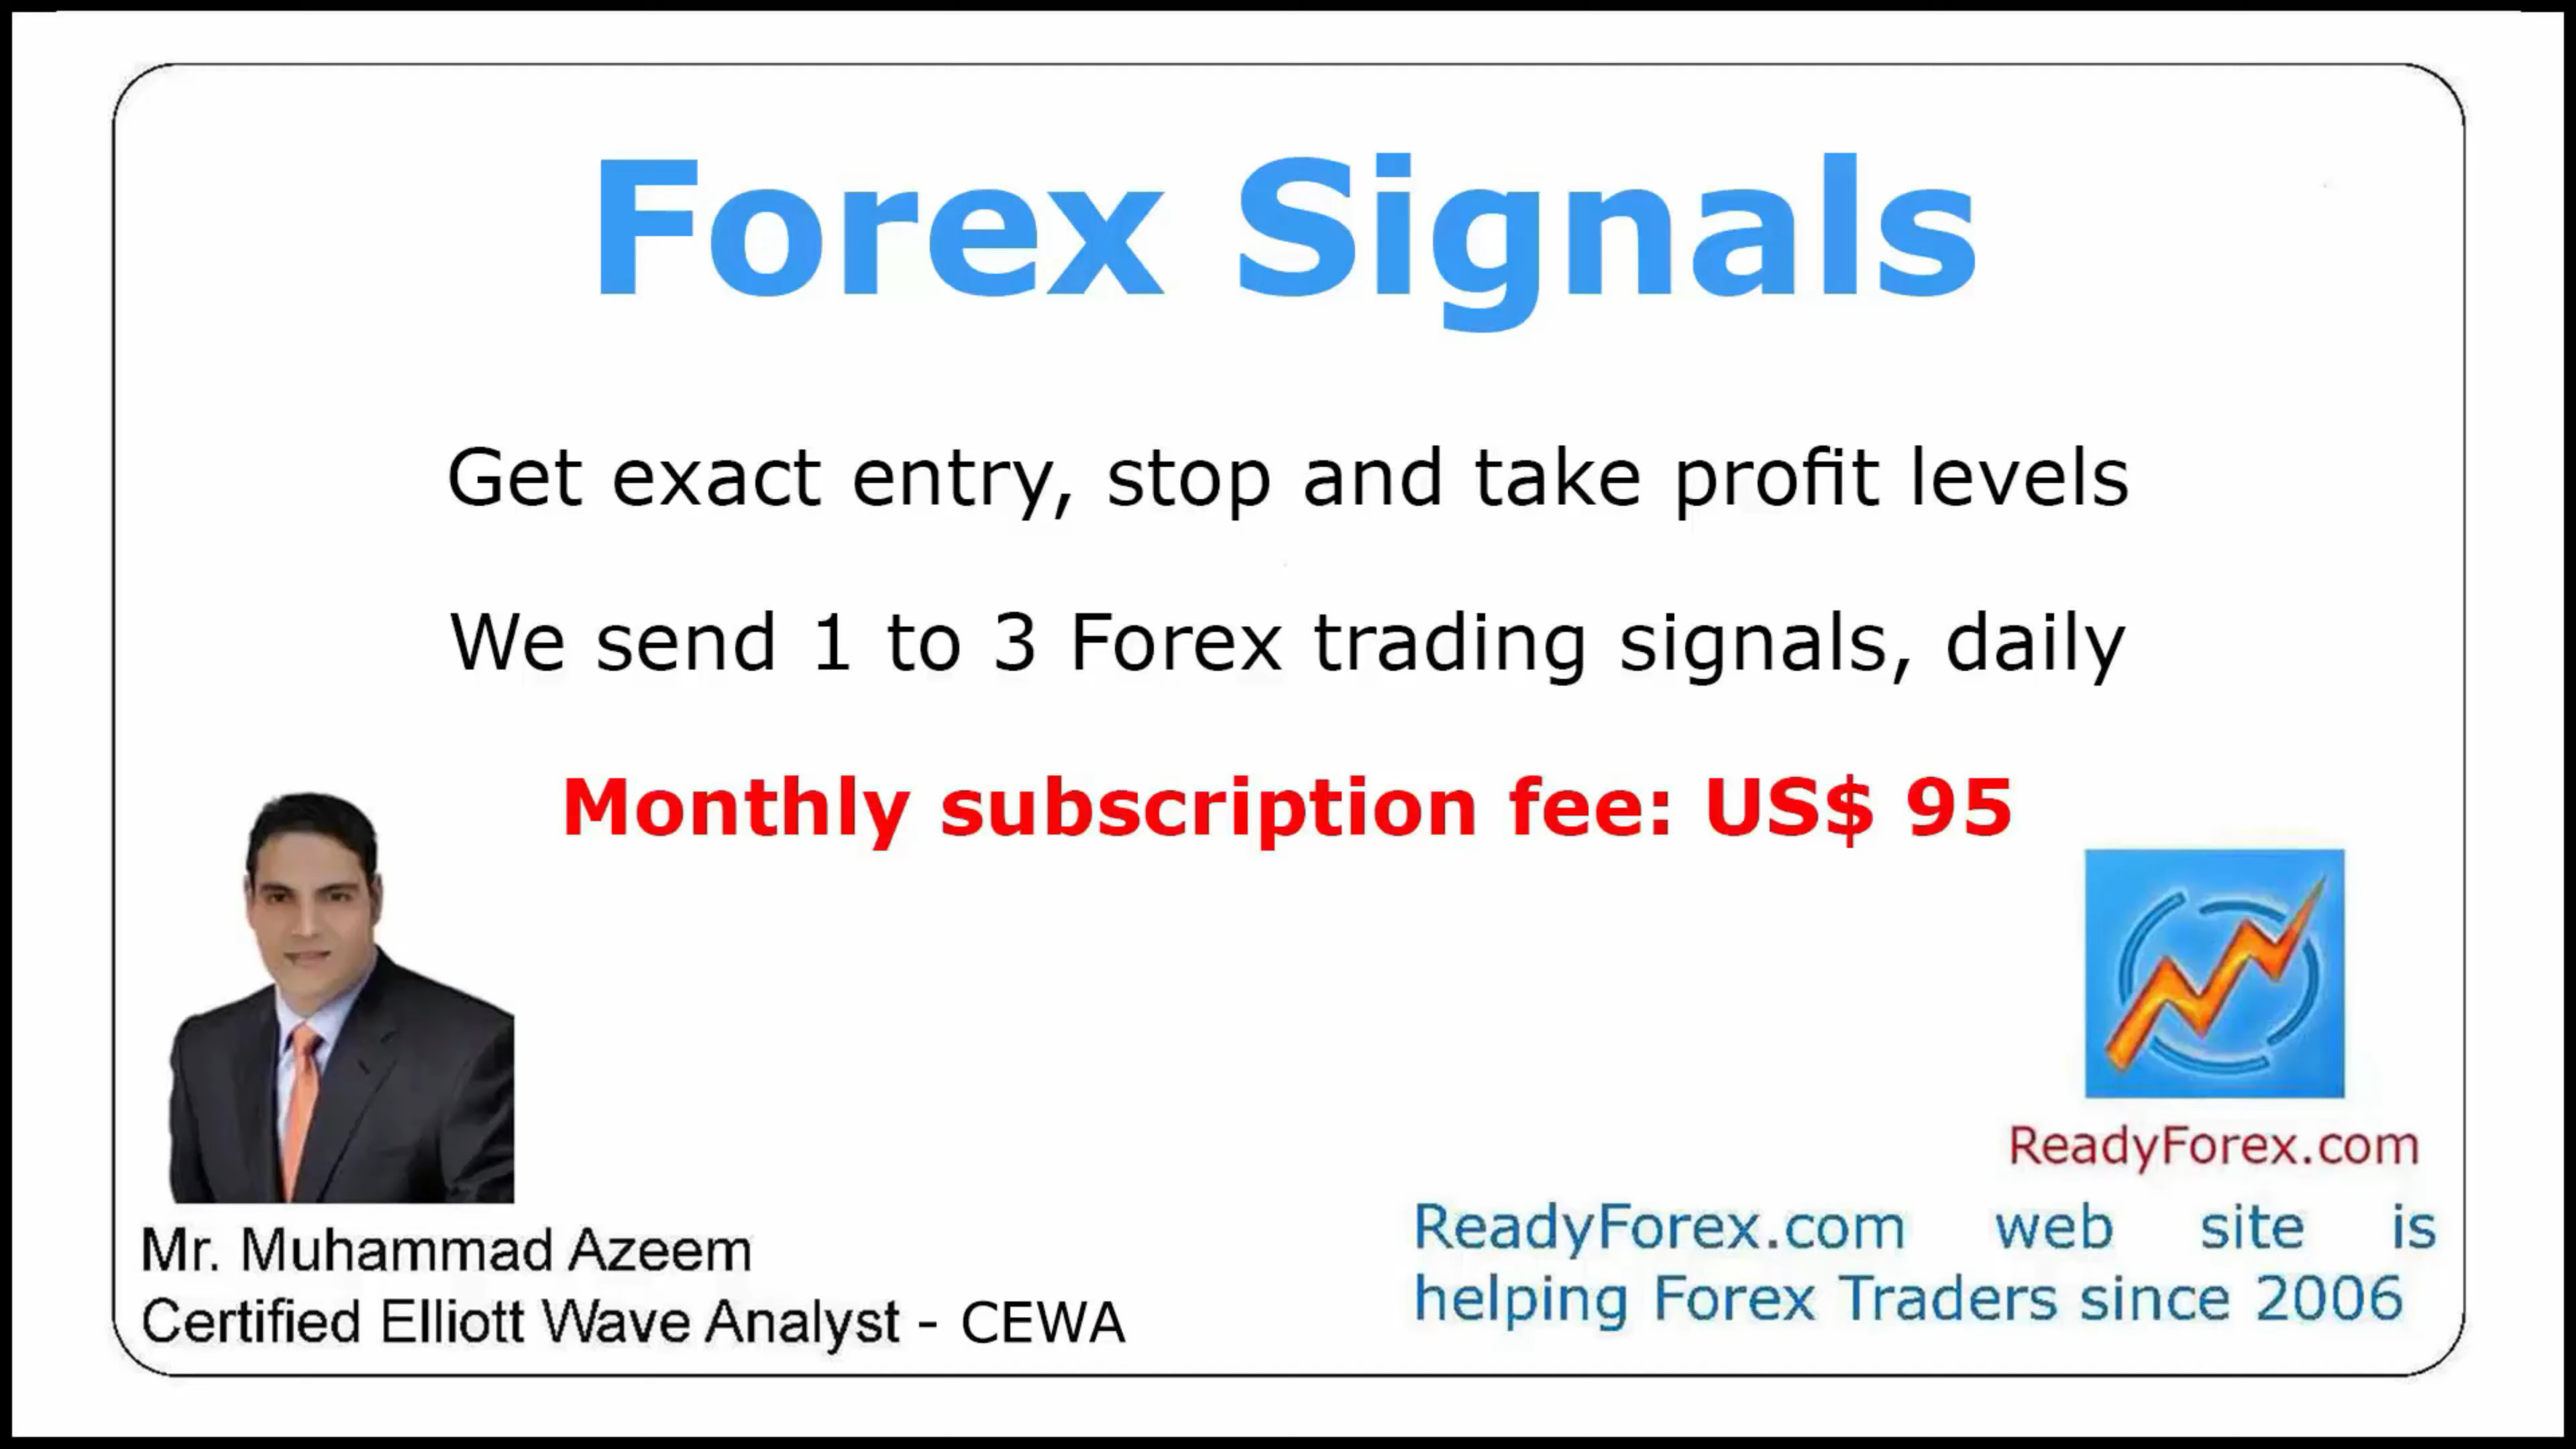 Forex Signals
Get exact entry, stop and take profit levels
We send 1 to 3 Forex trading signals, daily
Monthly subscription fee: US$ 95
ReadyForex.com
Mr. Muhammad Azeem
Certified Elliott Wave Analyst - CEWA
ReadyForex.com web site is
helping Forex Traders since 2006